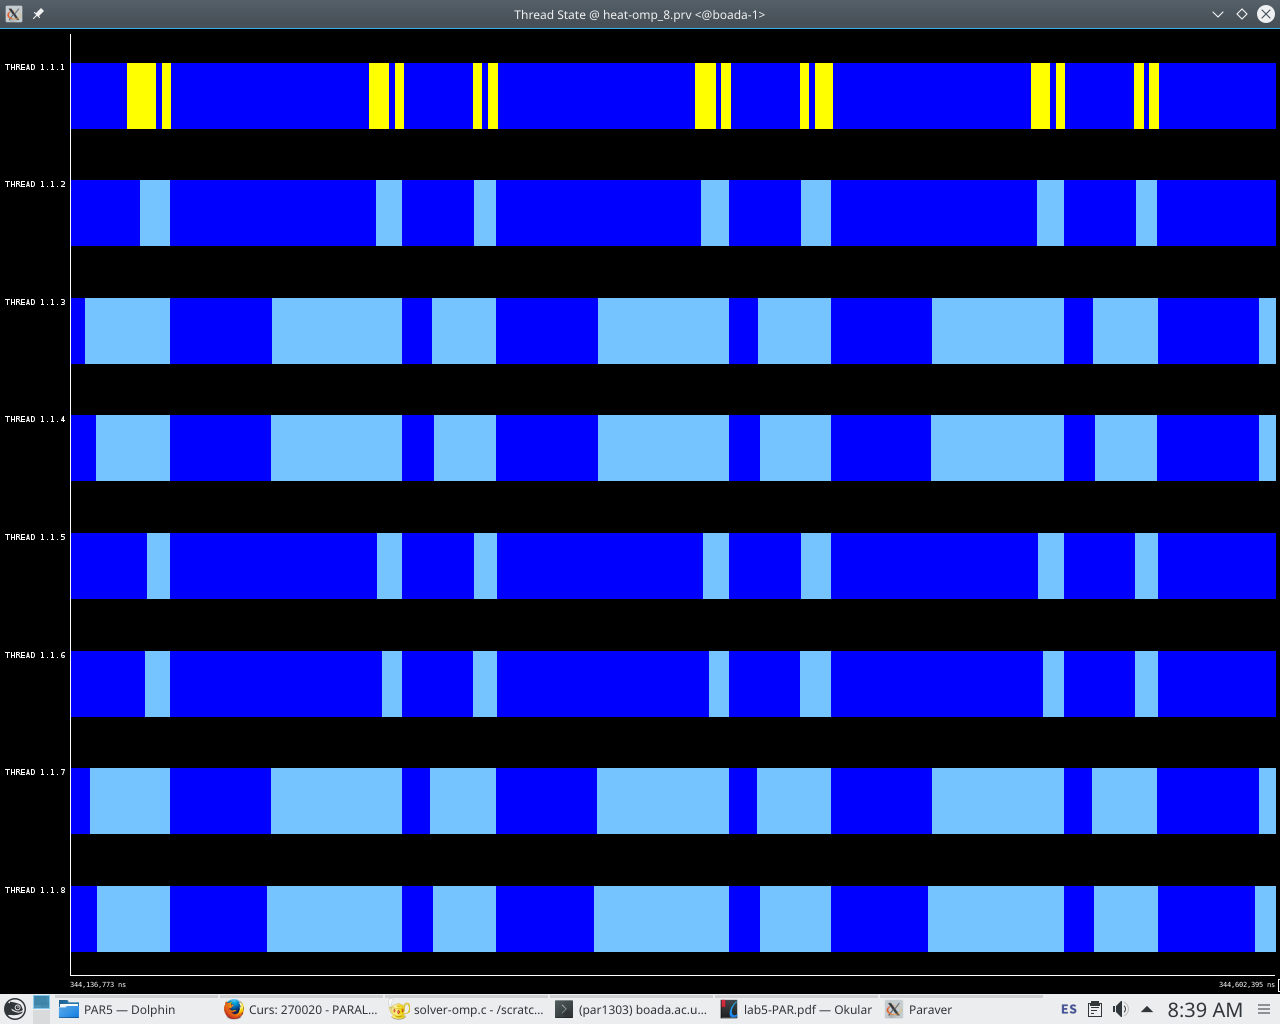 Thread State @ heat-omp_8.prv <@boada-1>
THREAD 1.1.1
THREAD 1.1.2
THREAD 1.1.3
THREAD 1.1.4
THREAD 1.1.5
THREAD 1.1.6
THREAD 1.1.7
THREAD 1.1.8
344,136,773 ns
344,602,395 ns
PAR5 — Dolphin
Curs: 270020 - PARAL...
solver-omp.c - /scratc...
(par1303) boada.ac.u...
lab5-PAR.pdf — Okular
Paraver
ES
8:39 AM